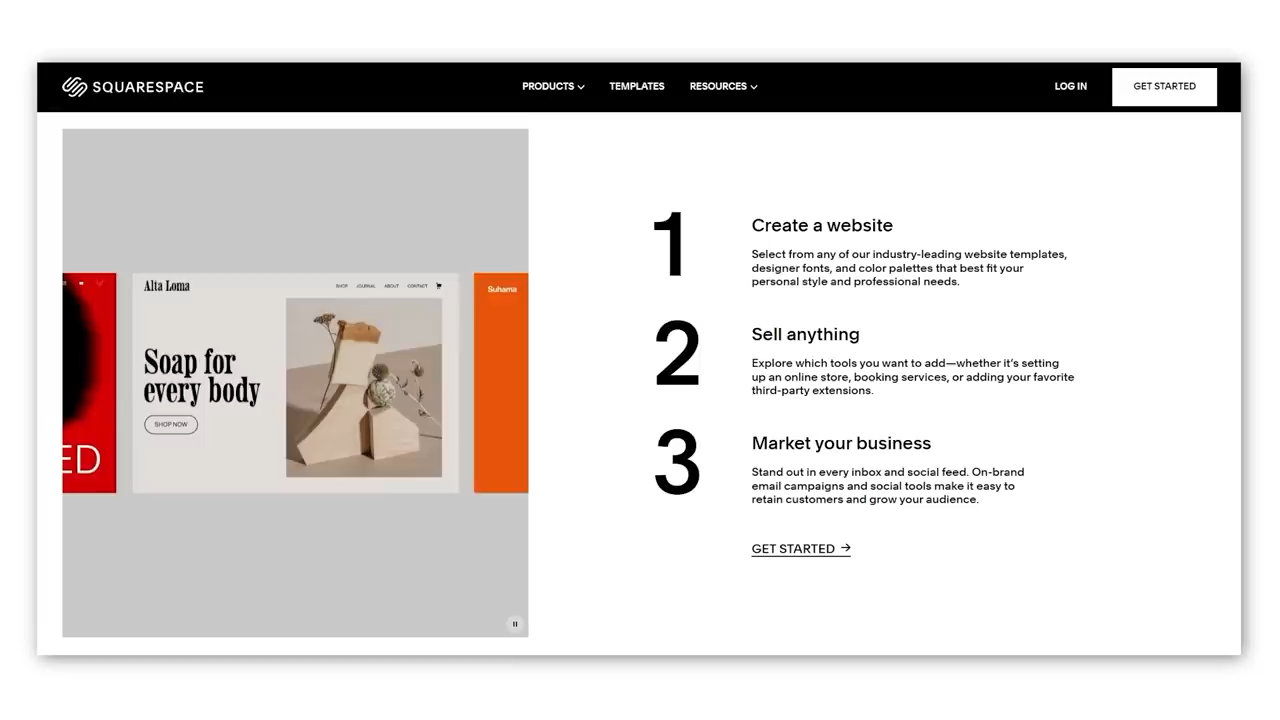 SQUARESPACE
PRODUCTS
TEMPLATES
RESOURCES
LOG IN
GET STARTED
ED
Alta Loma
SHOP
JOURNAL
ABOUT
CONTACT
Soap for
every body
SHOP NOW
Suhama
1
Create a website
Select from any of our industry-leading website templates,
designer fonts, and color palettes that best fit your
personal style and professional needs.
2
Sell anything
Explore which tools you want to add—whether it's setting
up an online store, booking services, or adding your favorite
third-party extensions.
3
Market your business
Stand out in every inbox and social feed. On-brand
email campaigns and social tools make it easy to
retain customers and grow your audience.
GET STARTED →